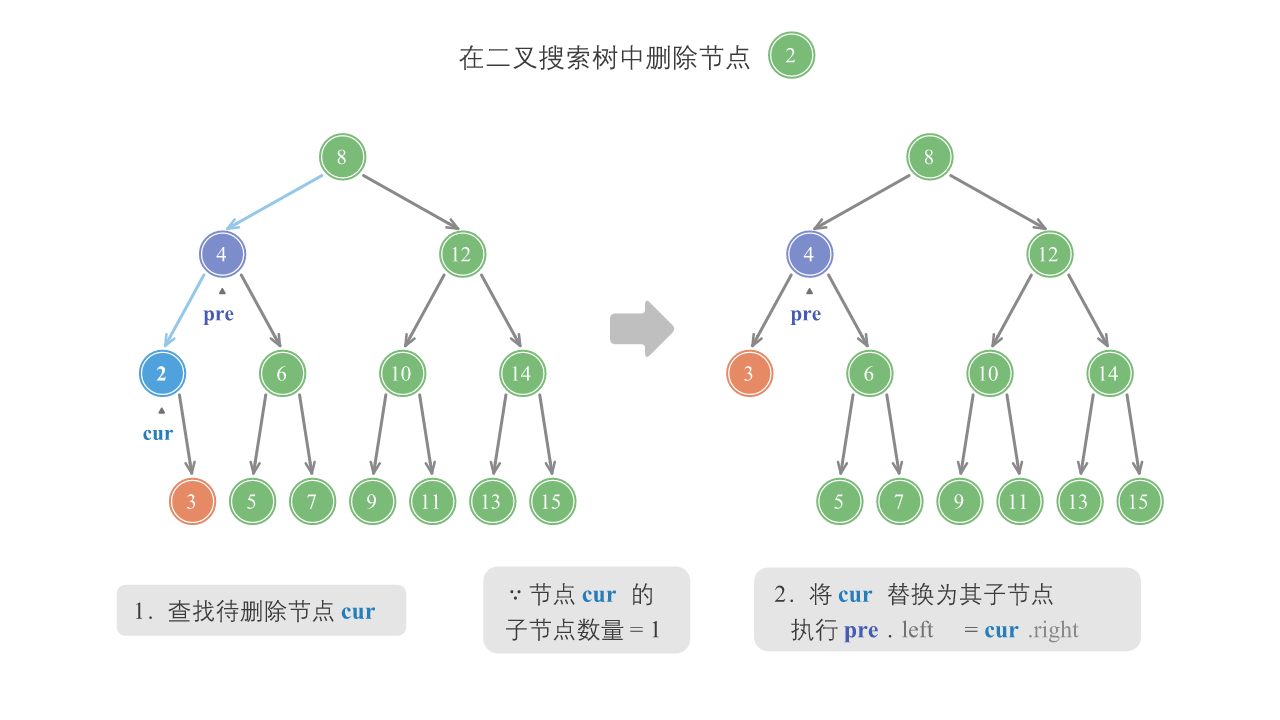 在二叉搜索树中删除节点 2
8 8
4 12 4 12
pre pre
2 6 10 14 3 6 10 14
cur
3 5 7 9 11 13 15 5 7 9 11 13 15
1. 查找待删除节点 cur
∵ 节点 cur 的
子节点数量 = 1
2. 将 cur 替换为其子节点
执行 pre . left = cur .right